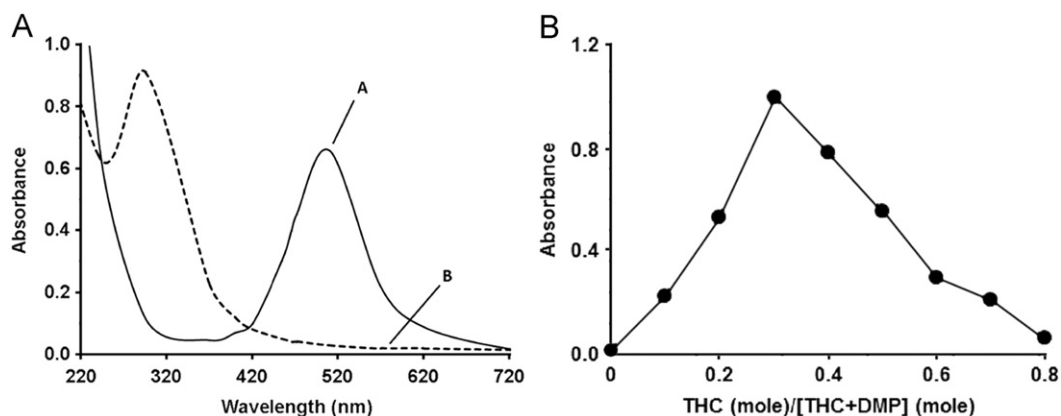 A
B
1.0
0.8
0.6
0.4
0.2
0.0
Absorbance
A
B
220 320 420 520 620 720
Wavelength (nm)
1.2
0.8
0.4
0.0
Absorbance
0 0.2 0.4 0.6 0.8
THC (mole)/[THC+DMP] (mole)